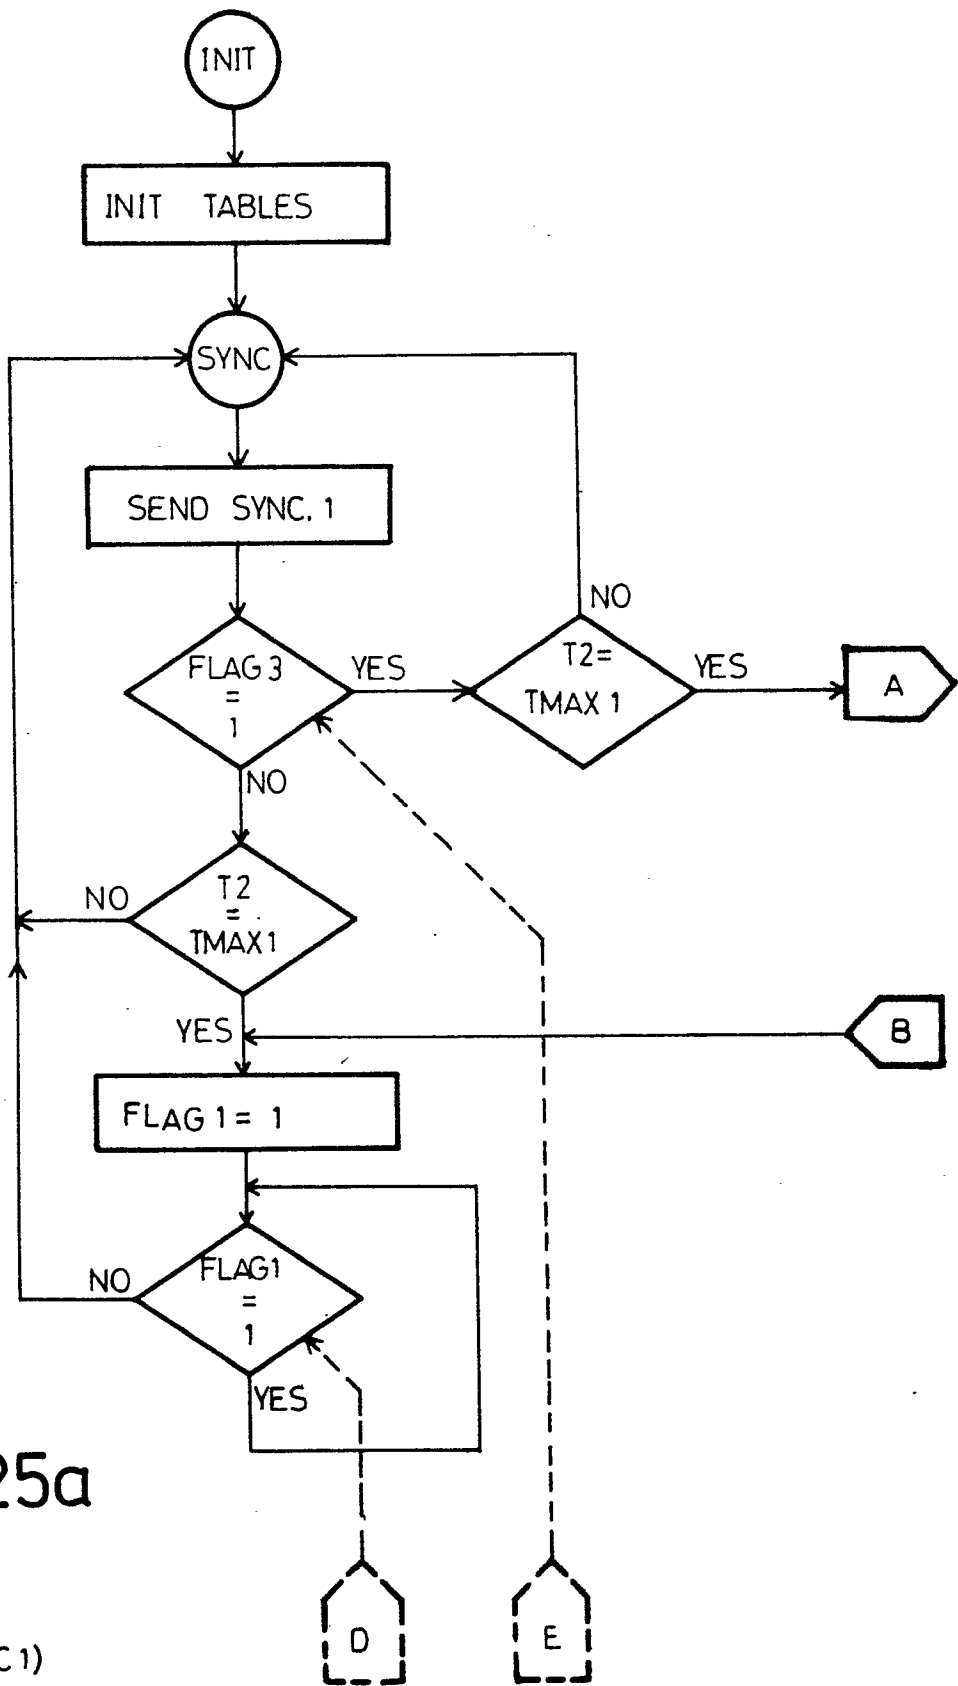 INIT
INIT TABLES
SYNC
SEND SYNC. 1
NO
FLAG 3
=
1
YES
T2=
TMAX 1
YES
A
NO
T2
=
TMAX 1
NO
YES
B
FLAG 1 = 1
FLAG1
=
1
NO
YES
25a
D
E
C1)